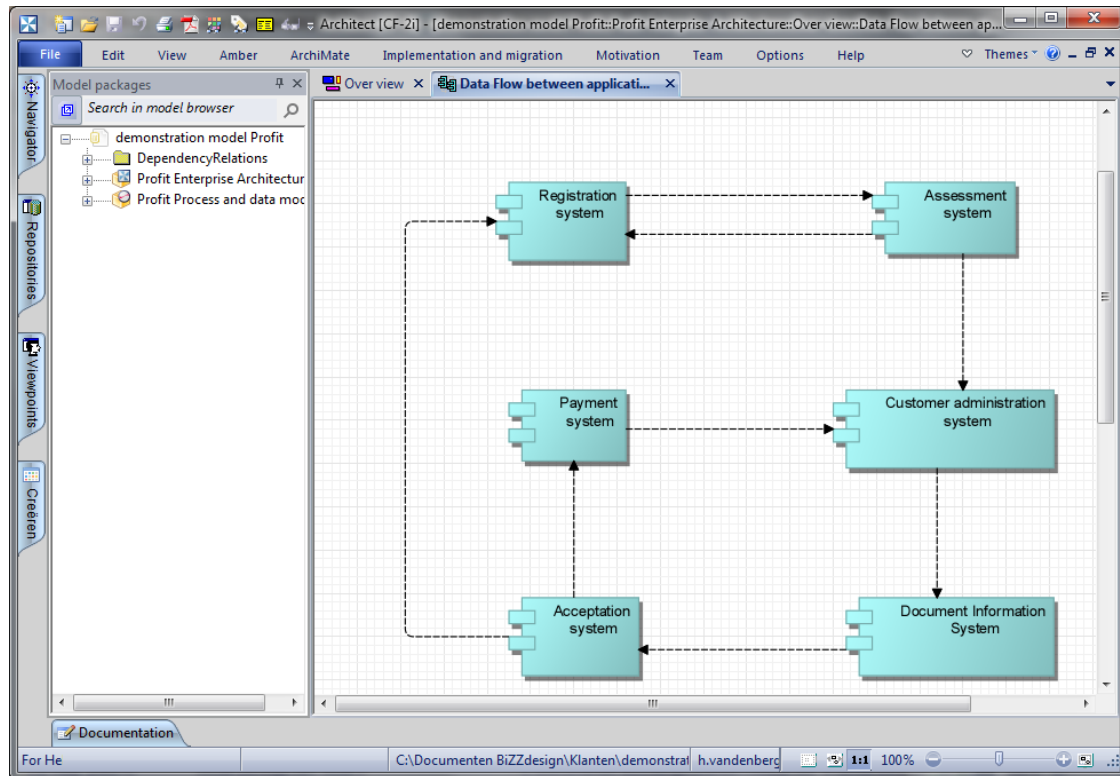 Architect [CF-2i] - [demonstration model Profit::Profit Enterprise Architecture::Over view::Data Flow between ap...
File Edit View Amber ArchiMate Implementation and migration Motivation Team Options Help Themes
Model packages
Over view
Data Flow between applicati...
Search in model browser
Navigator
Repositories
Viewpoints
Creëren
demonstration model Profit
DependencyRelations
Profit Enterprise Architectur
Profit Process and data moc
Registration
system
Assessment
system
Payment
system
Customer administration
system
Acceptation
system
Document Information
System
Documentation
For He
C:\Documenten BiZZdesign\Klanten\demonstrat
h.vandenberg
1:1
100%